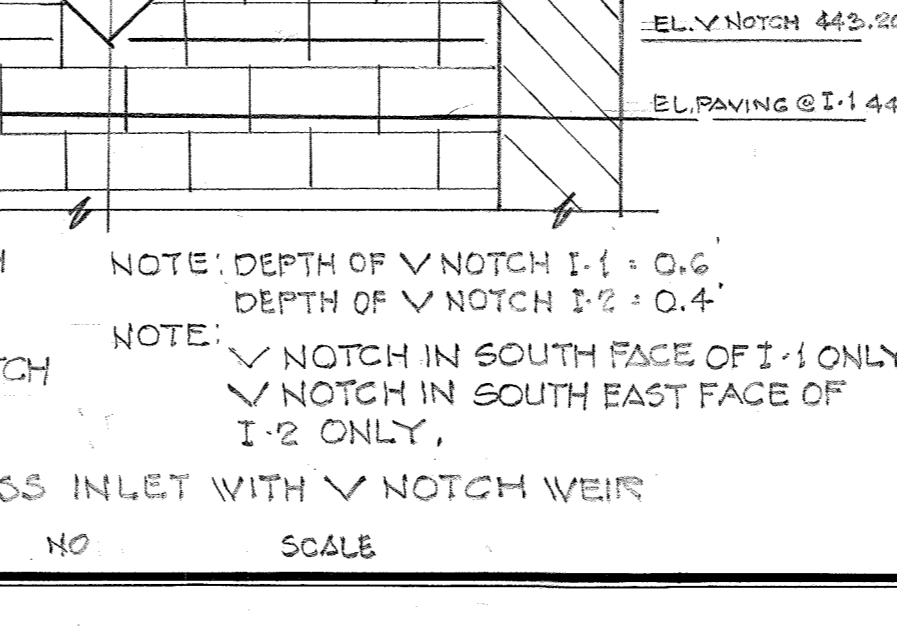 EL. V NOTCH 443.20
EL. PAVING @ I-1 44
NOTE: DEPTH OF V NOTCH I-1 = 0.6'
DEPTH OF V NOTCH I-2 = 0.4'
NOTE:
V NOTCH IN SOUTH FACE OF I-1 ONLY
TCH
V NOTCH IN SOUTH EAST FACE OF
I-2 ONLY.
SS INLET WITH V NOTCH WEIR
NO SCALE